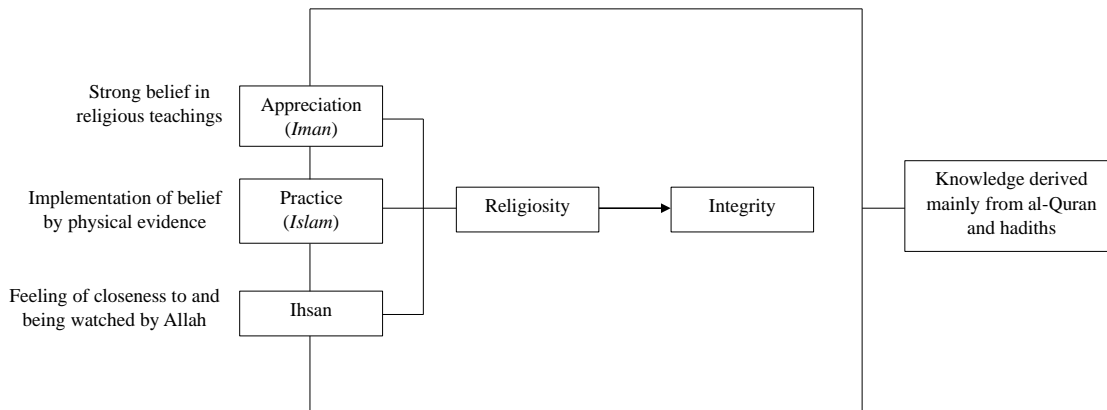 Strong belief in
religious teachings
Appreciation
(Iman)
Implementation of belief
by physical evidence
Practice
(Islam)
Feeling of closeness to and
being watched by Allah
Ihsan
Religiosity
Integrity
Knowledge derived
mainly from al-Quran
and hadiths